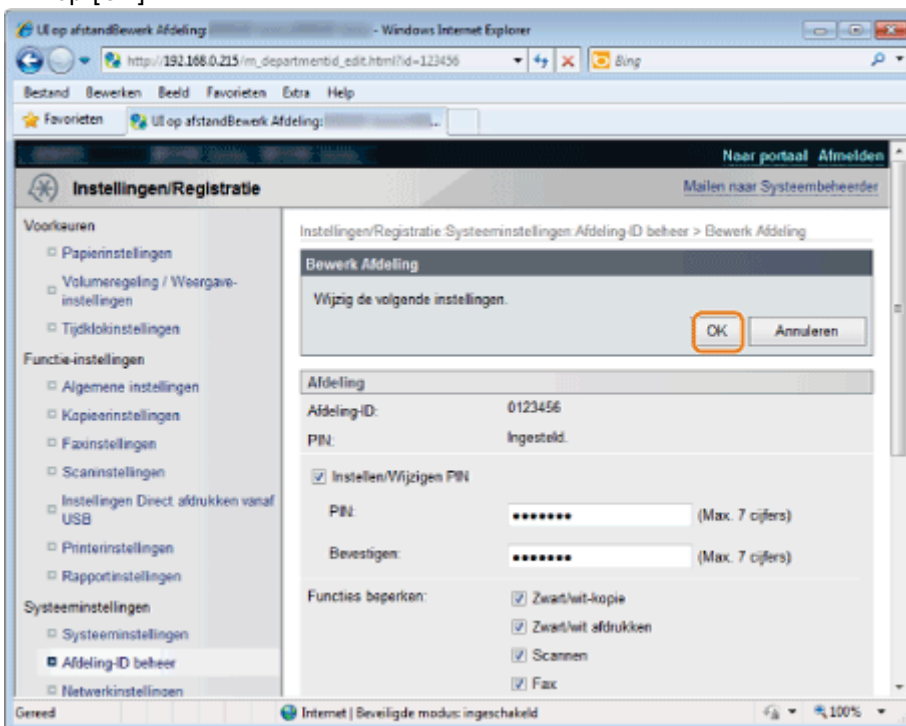 UI op afstandBewerk Afdeling: - Windows Internet Explorer
http://192.168.0.215/m_departmentid_edit.html?id=123456
Bing
Bestand Bewerken Beeld Favorieten Extra Help
Favorieten
UI op afstandBewerk Afdeling: ...
Naar portaal Afmelden
Instellingen/Registratie
Mailen naar Systeembeheerder
Voorkeuren
Papierinstellingen
Volumeregeling / Weergave-
instellingen
Tijdklokinstellingen
Functie-instellingen
Algemene instellingen
Kopieerinstellingen
Faxinstellingen
Scaninstellingen
Instellingen Direct afdrukken vanaf
USB
Printerinstellingen
Rapportinstellingen
Systeeminstellingen
Systeeminstellingen
Afdeling-ID beheer
Netwerkinstellingen
Instellingen/Registratie:Systeeminstellingen:Afdeling-ID beheer > Bewerk Afdeling
Bewerk Afdeling
Wijzig de volgende instellingen.
OK Annuleren
Afdeling
Afdeling-ID: 0123456
PIN: Ingesteld.
Instellen/Wijzigen PIN
PIN: ••••••• (Max. 7 cijfers)
Bevestigen: ••••••• (Max. 7 cijfers)
Functies beperken:
Zwart/wit-kopie
Zwart/wit afdrukken
Scannen
Fax
Gereed
Internet | Beveiligde modus: ingeschakeld
100%